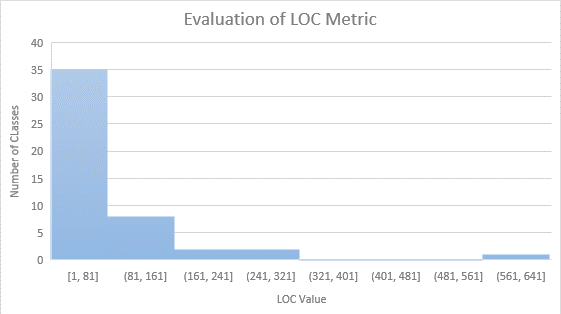 Evaluation of LOC Metric
40
35
30
25
20
15
10
5
0
Number of CLasses
[1, 81] (81, 161] (161, 241] (241, 321] (321, 401] (401, 481] (481, 561] (561, 641]
LOC Value